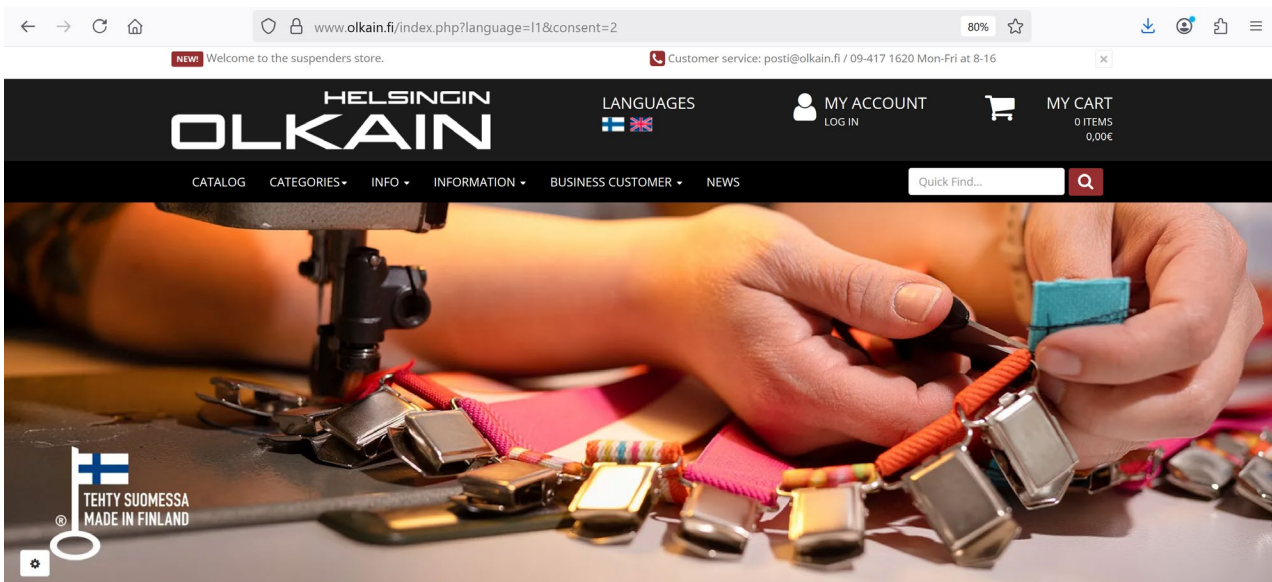 www.olkain.fi/index.php?language=l1&consent=2
80%
NEW! Welcome to the suspenders store.
Customer service: posti@olkain.fi / 09-417 1620 Mon-Fri at 8-16
HELSINGIN
OLKAIN
LANGUAGES
MY ACCOUNT
LOG IN
MY CART
0 ITEMS
0,00€
CATALOG
CATEGORIES
INFO
INFORMATION
BUSINESS CUSTOMER
NEWS
Quick Find...
TEHTY SUOMESSA
® MADE IN FINLAND